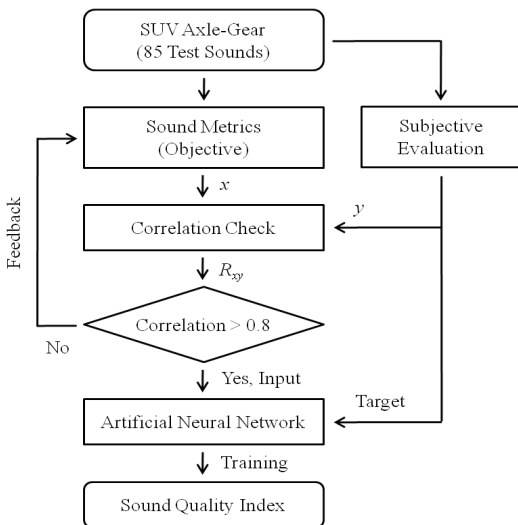 SUV Axle-Gear
(85 Test Sounds)
Sound Metrics
(Objective)
Subjective
Evaluation
x
y
Correlation Check
Feedback
Rxy
Correlation > 0.8
No
Yes, Input
Target
Artificial Neural Network
Training
Sound Quality Index